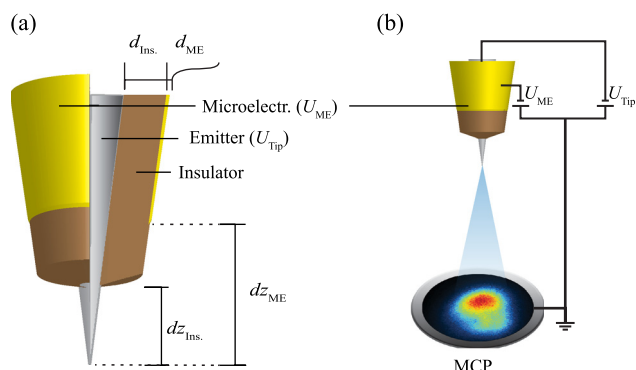 (a)
d_Ins. d_ME
Microelectr. (U_ME)
Emitter (U_Tip)
Insulator
dz_ME
dz_Ins.
(b)
U_ME U_Tip
MCP